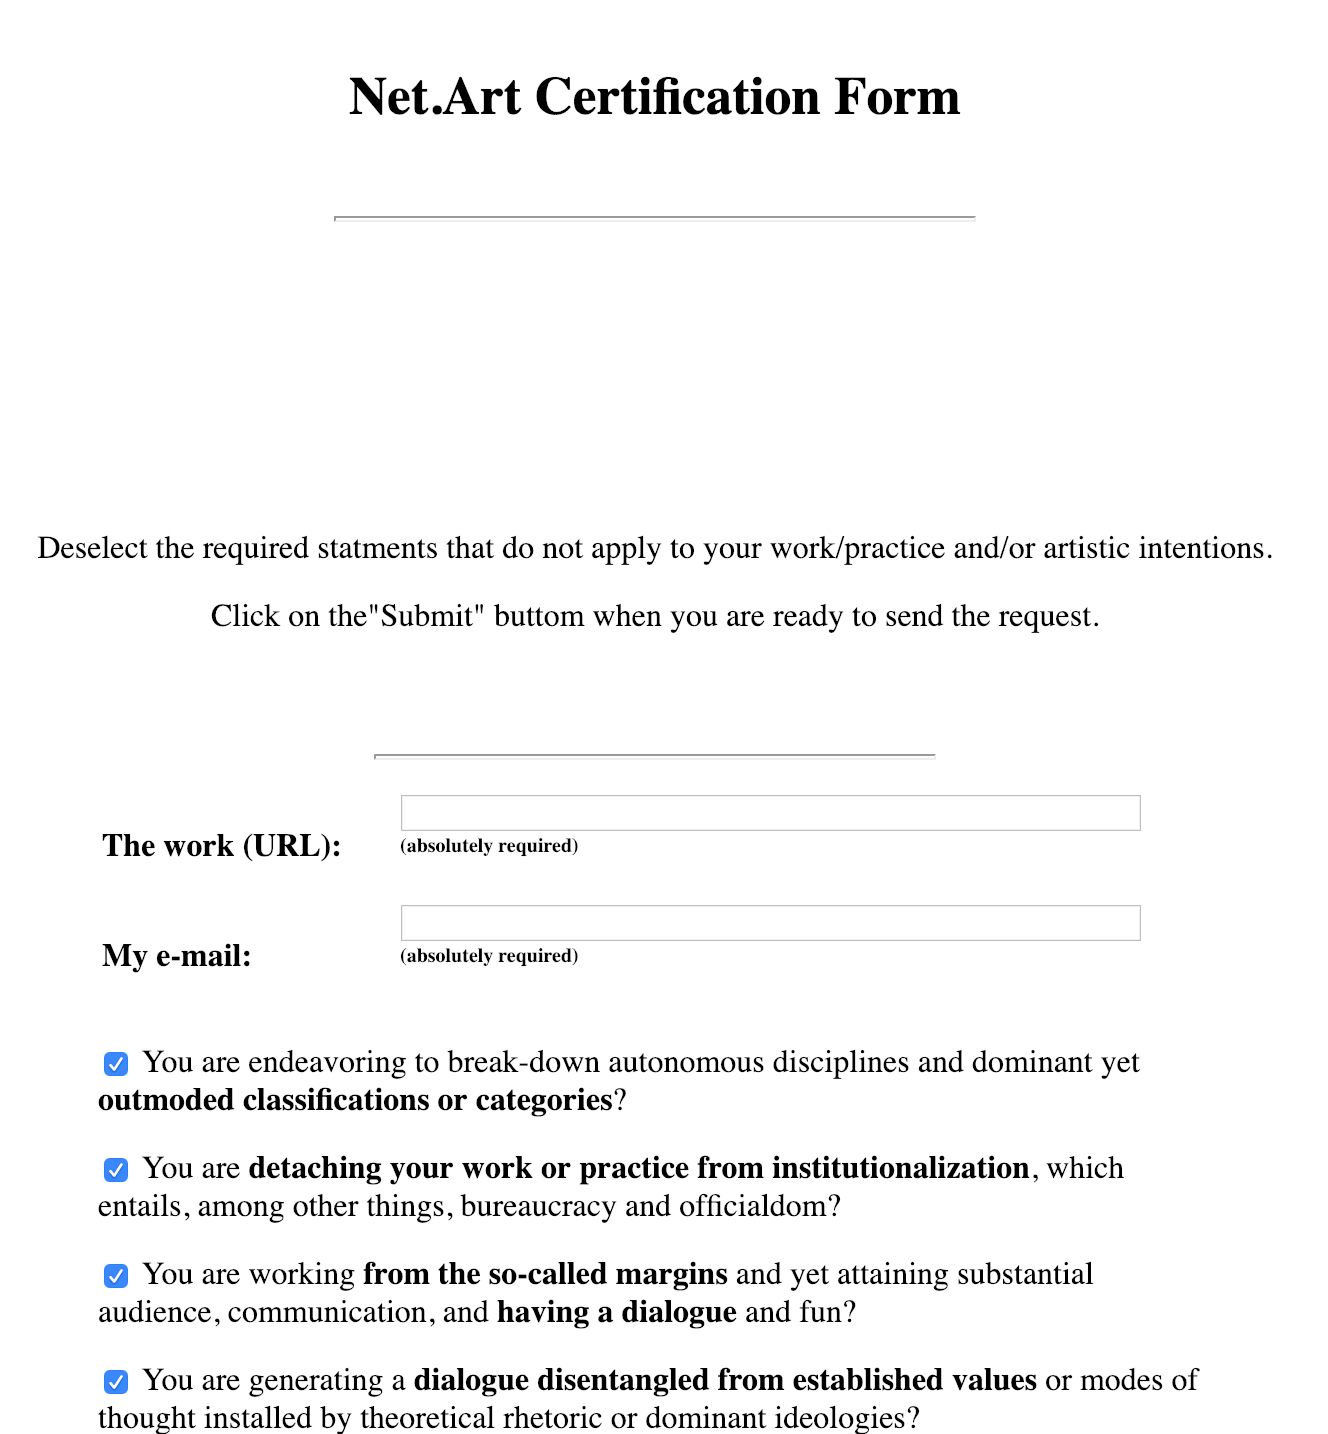 Net.Art Certification Form
Deselect the required statments that do not apply to your work/practice and/or artistic intentions.
Click on the"Submit" buttom when you are ready to send the request.
The work (URL):
(absolutely required)
My e-mail:
(absolutely required)
You are endeavoring to break-down autonomous disciplines and dominant yet
outmoded classifications or categories?
You are detaching your work or practice from institutionalization, which
entails, among other things, bureaucracy and officialdom?
You are working from the so-called margins and yet attaining substantial
audience, communication, and having a dialogue and fun?
You are generating a dialogue disentangled from established values or modes of
thought installed by theoretical rhetoric or dominant ideologies?